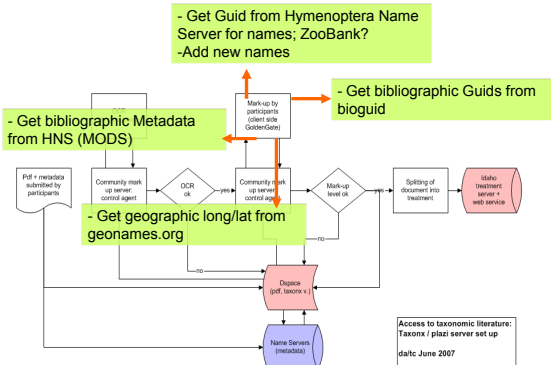 - Get Guid from Hymenoptera Name
Server for names; ZooBank?
-Add new names
Mark-up by
participants
(client side
GoldenGate)
- Get bibliographic Guids from
bioguid
- Get bibliographic Metadata
from HNS (MODS)
Pdf + metadata
submitted by
participants
Community mark
up server
control agent
OCR
ok
yes
Community mark
up server
control agent
Mark-up
level ok
yes
Splitting of
document into
treatment
Idaho
treatment
server +
web service
- Get geographic long/lat from
geonames.org
no
no
Dspace
(pdf, taxonx v.)
Name Servers
(metadata)
Access to taxonomic literature:
Taxonx / plazi server set up
da/tc June 2007